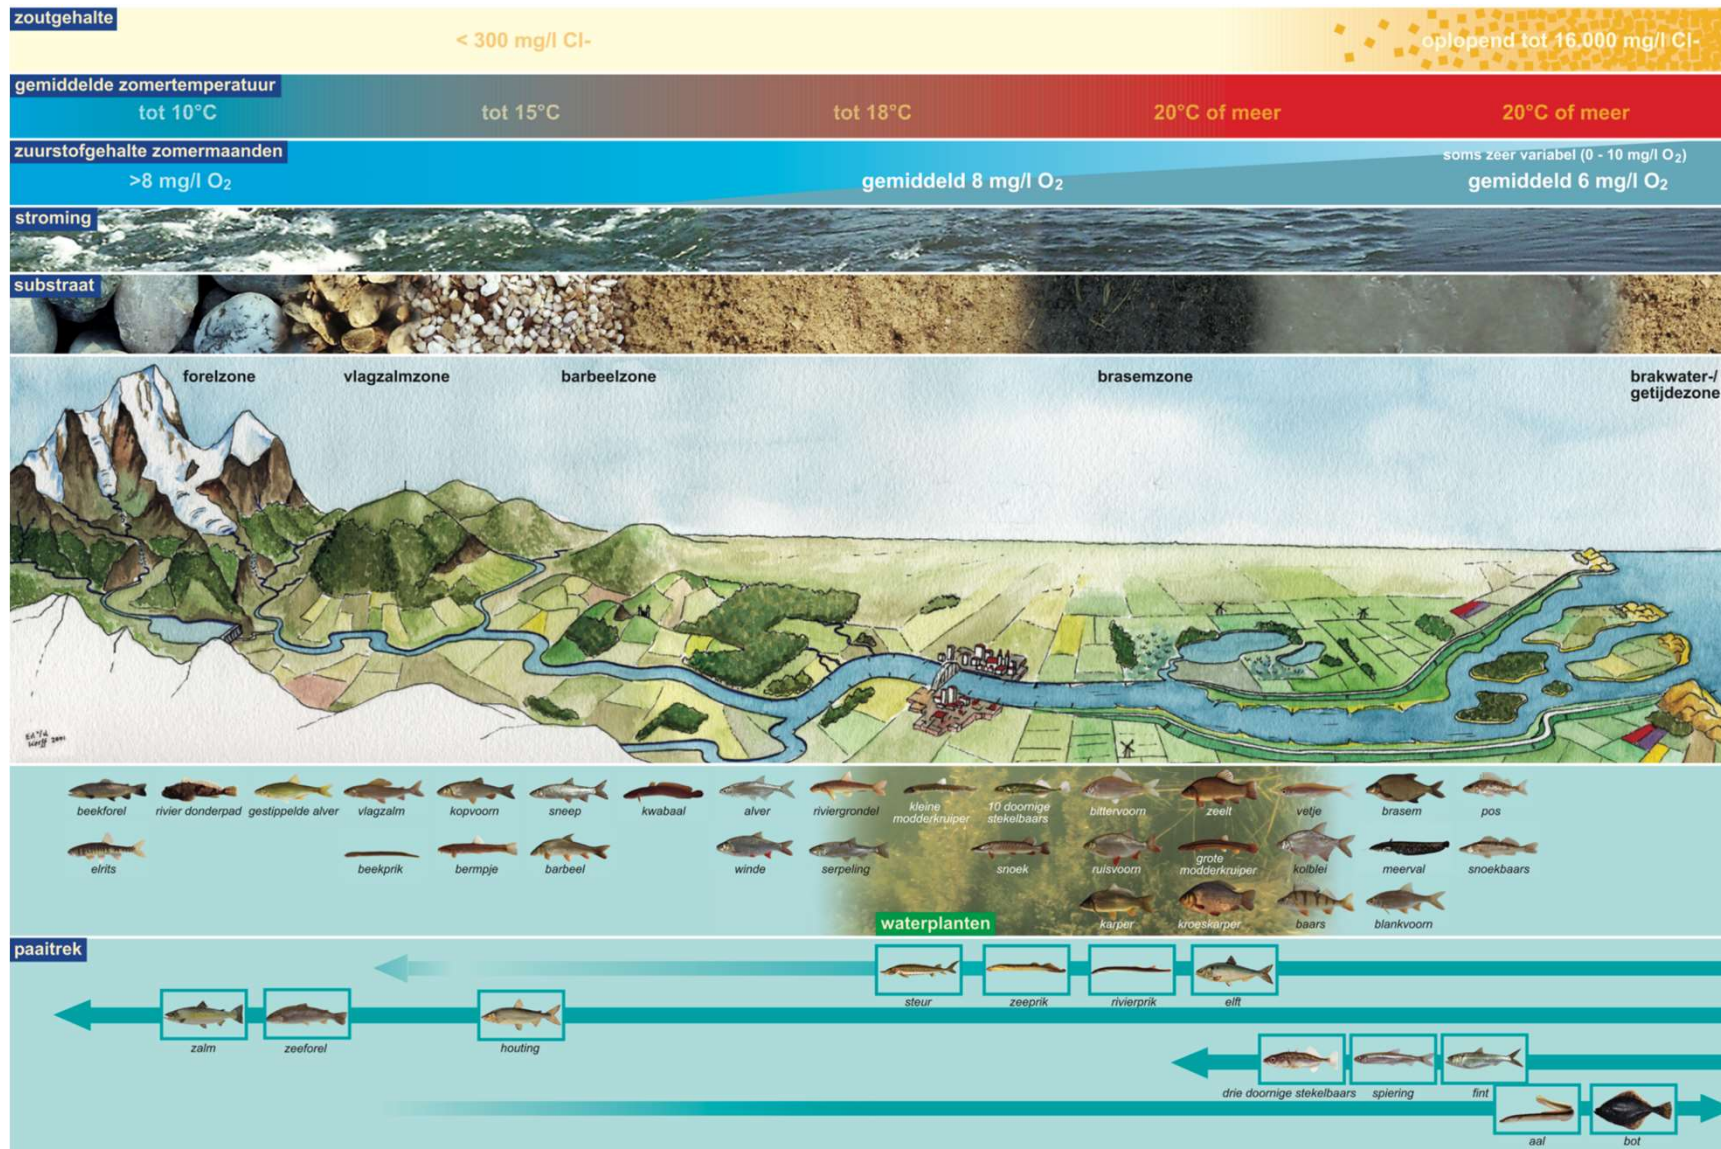 zoutgehalte
< 300 mg/l Cl-
oplopend tot 16.000 mg/l Cl-
gemiddelde zomertemperatuur
tot 10°C
tot 15°C
tot 18°C
20°C of meer
20°C of meer
zuurstofgehalte zomermaanden
soms zeer variabel (0 - 10 mg/l O₂)
>8 mg/l O₂
gemiddeld 8 mg/l O₂
gemiddeld 6 mg/l O₂
stroming
substraat
forelzone
vlagzalmzone
barbeelzone
brasemzone
brakwater-/
getijdezone
beekforel
rivier donderpad
gestippelde alver
vlagzalm
kopvoorn
sneep
kwabaal
alver
riviergrondel
kleine
modderkruiper
10 doornige
stekelbaars
bittervoorn
zeelt
vetje
brasem
pos
elrits
beekprik
bermpje
barbeel
winde
serpeling
snoek
ruisvoorn
grote
modderkruiper
kolblei
meerval
snoekbaars
waterplanten
karper
kroeskarper
baars
blankvoorn
paaitrek
steur
zeeprik
rivierprik
elft
zalm
zeeforel
houting
drie doornige stekelbaars
spiering
fint
aal
bot